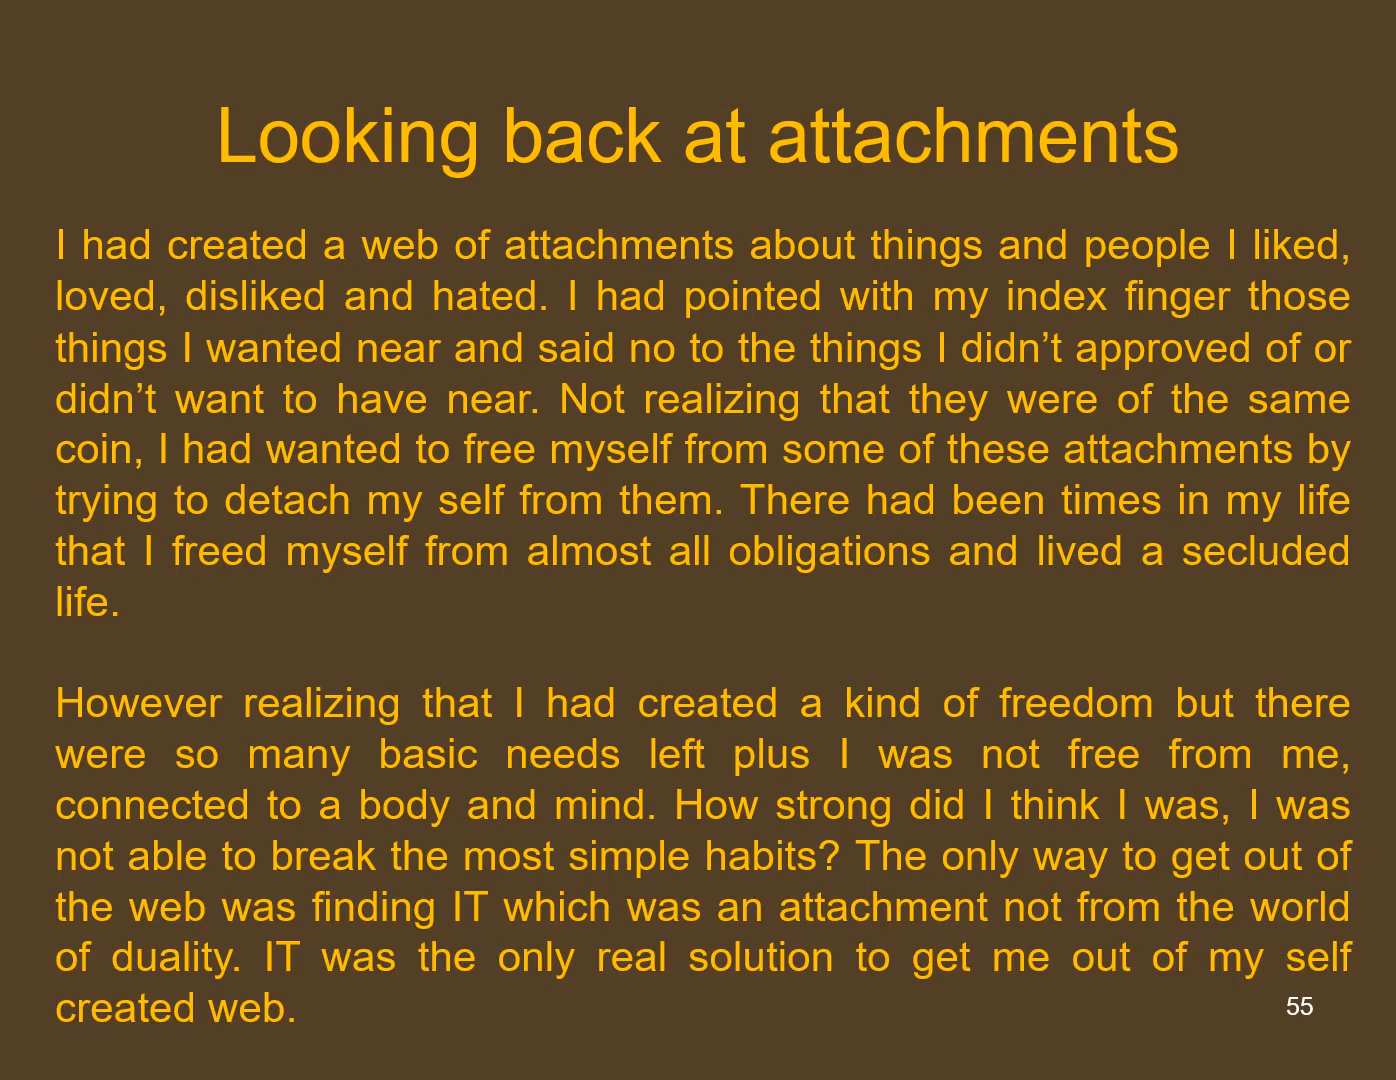 Looking back at attachments
I had created a web of attachments about things and people I liked,
loved, disliked and hated. I had pointed with my index finger those
things I wanted near and said no to the things I didn’t approved of or
didn’t want to have near. Not realizing that they were of the same
coin, I had wanted to free myself from some of these attachments by
trying to detach my self from them. There had been times in my life
that I freed myself from almost all obligations and lived a secluded
life.
However realizing that I had created a kind of freedom but there
were so many basic needs left plus I was not free from me,
connected to a body and mind. How strong did I think I was, I was
not able to break the most simple habits? The only way to get out of
the web was finding IT which was an attachment not from the world
of duality. IT was the only real solution to get me out of my self
created web.
55